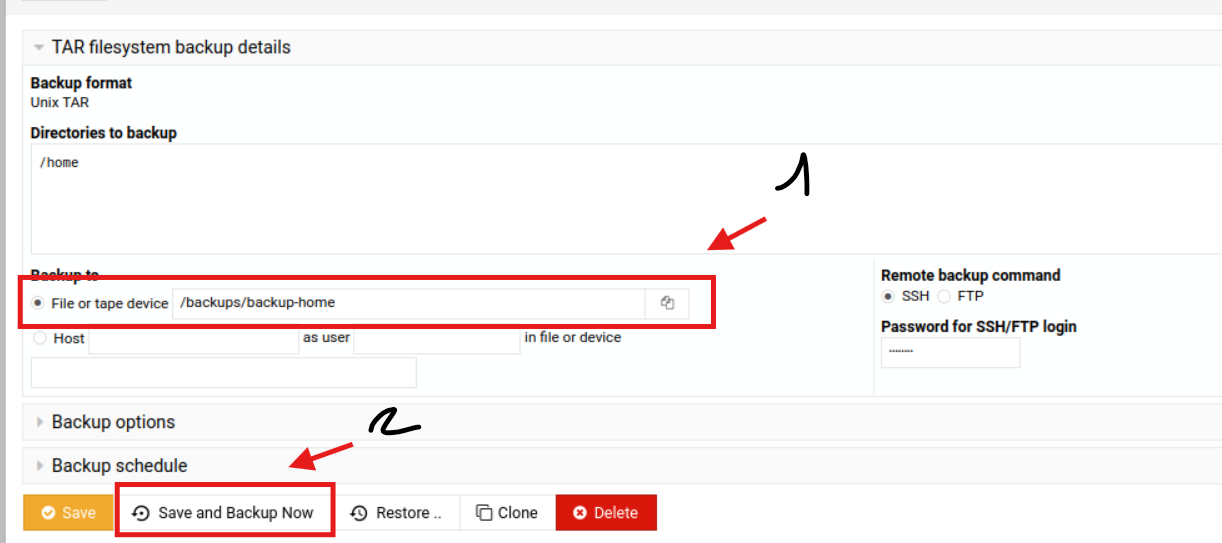 TAR filesystem backup details
Backup format
Unix TAR
Directories to backup
/home
1
Backup to
File or tape device /backups/backup-home
Host as user in file or device
Remote backup command
SSH FTP
Password for SSH/FTP login
········
Backup options
2
Backup schedule
Save Save and Backup Now Restore .. Clone Delete